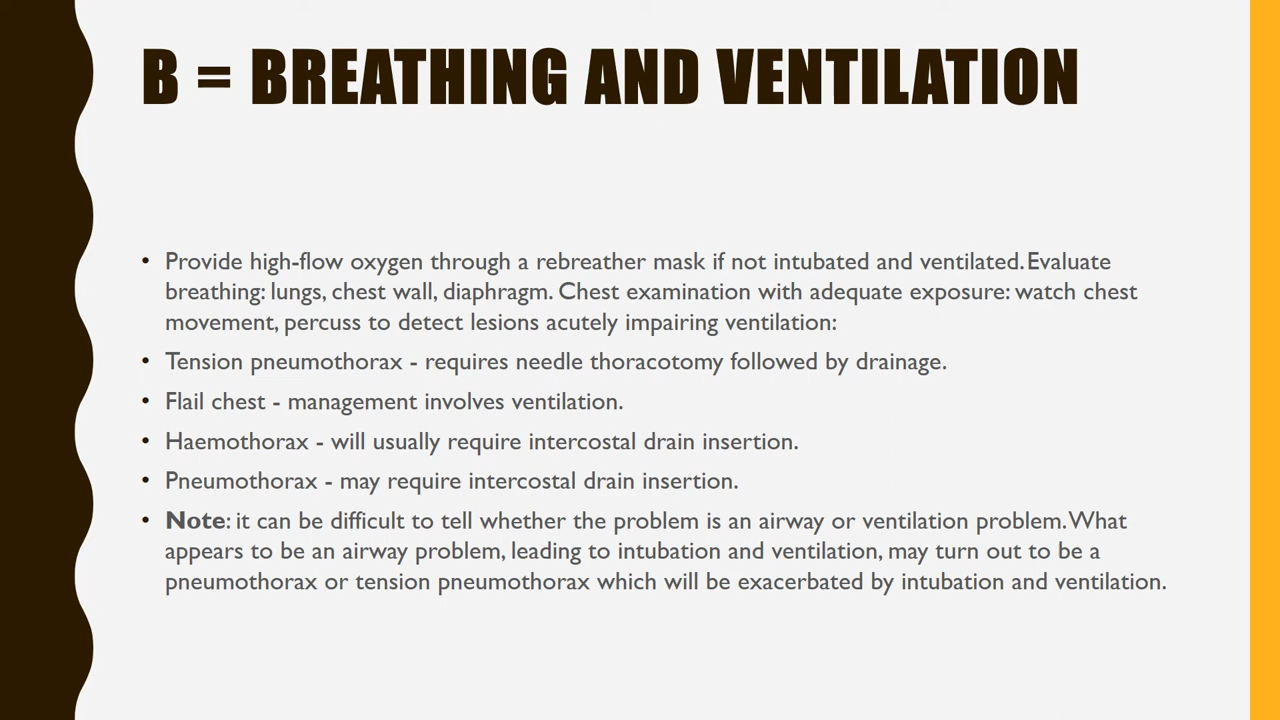 B = BREATHING AND VENTILATION
• Provide high-flow oxygen through a rebreather mask if not intubated and ventilated. Evaluate
breathing: lungs, chest wall, diaphragm. Chest examination with adequate exposure: watch chest
movement, percuss to detect lesions acutely impairing ventilation:
• Tension pneumothorax - requires needle thoracotomy followed by drainage.
• Flail chest - management involves ventilation.
• Haemothorax - will usually require intercostal drain insertion.
• Pneumothorax - may require intercostal drain insertion.
• Note: it can be difficult to tell whether the problem is an airway or ventilation problem. What
appears to be an airway problem, leading to intubation and ventilation, may turn out to be a
pneumothorax or tension pneumothorax which will be exacerbated by intubation and ventilation.